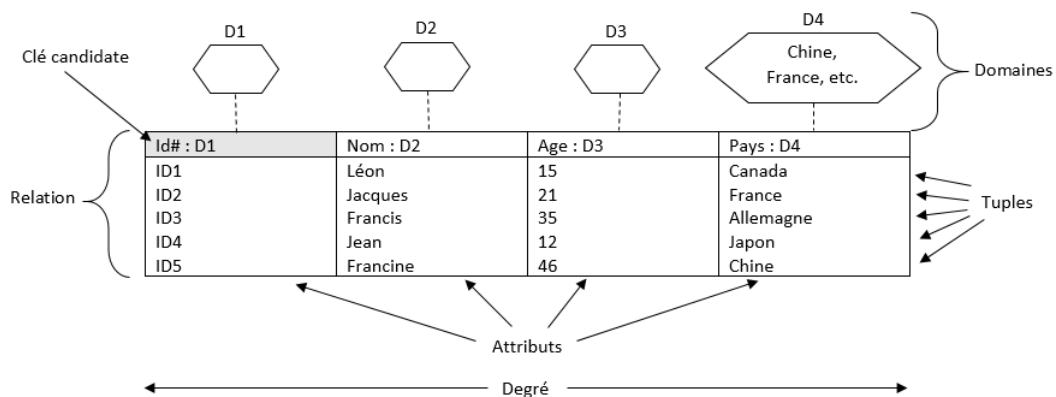 D1
D2
D3
D4
Clé candidate
Chine,
France, etc.
Domaines
Id# : D1 Nom : D2 Age : D3 Pays : D4
ID1 Léon 15 Canada
ID2 Jacques 21 France
Relation
ID3 Francis 35 Allemagne
Tuples
ID4 Jean 12 Japon
ID5 Francine 46 Chine
Attributs
Degré